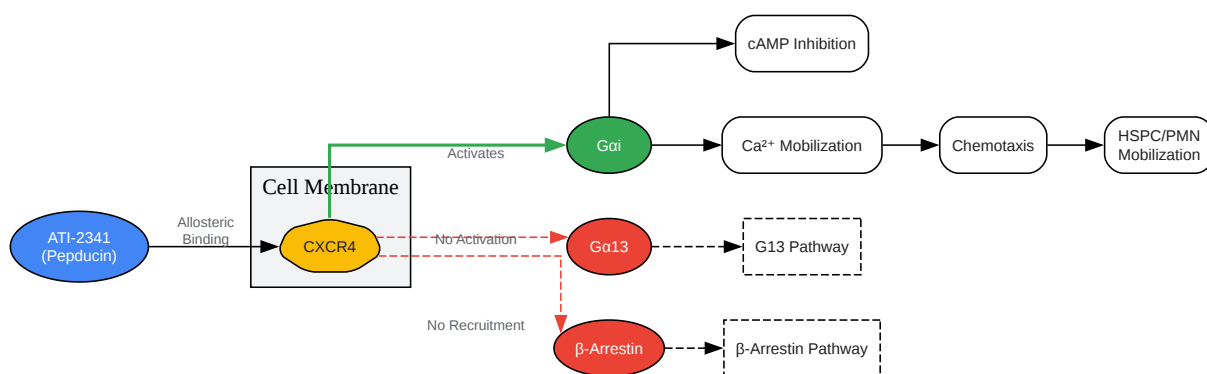 cAMP Inhibition
Activates
Gαi
Ca²⁺ Mobilization
Chemotaxis
HSPC/PMN
Mobilization
Cell Membrane
ATI-2341
(Pepducin)
Allosteric
Binding
CXCR4
No Activation
Gα13
G13 Pathway
No Recruitment
β-Arrestin
β-Arrestin Pathway